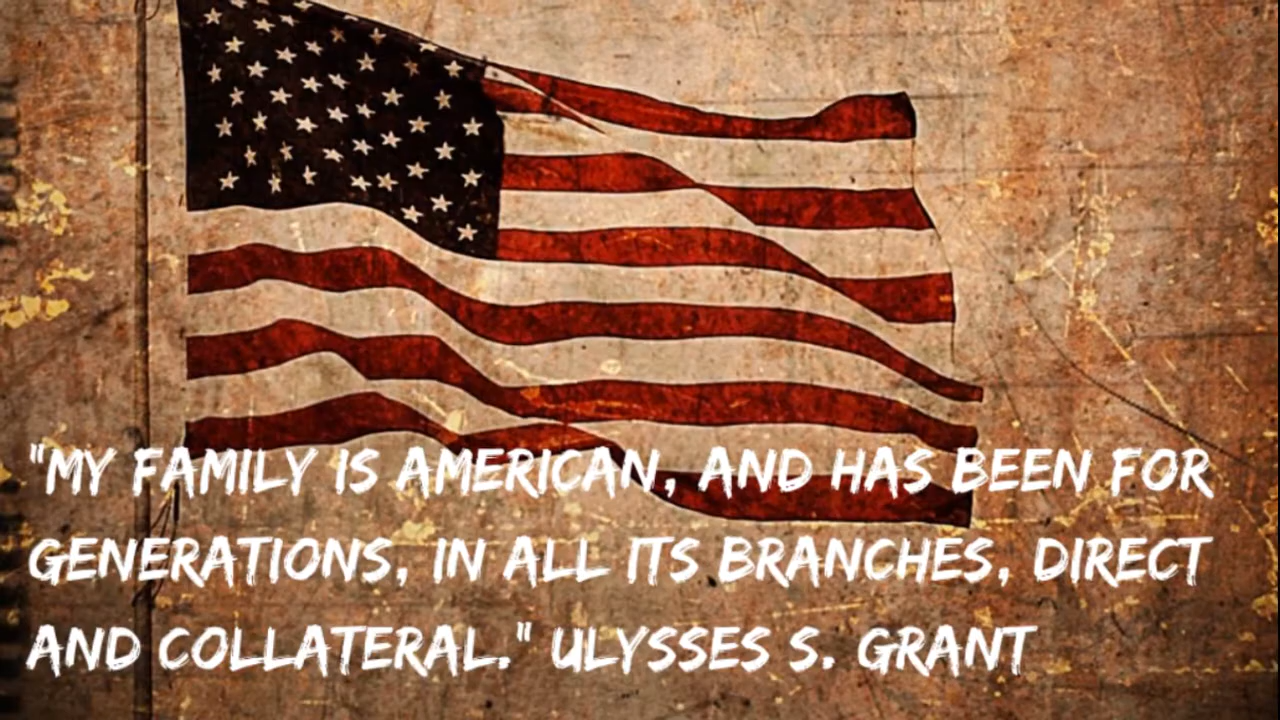 "MY FAMILY IS AMERICAN, AND HAS BEEN FOR
GENERATIONS, IN ALL ITS BRANCHES, DIRECT
AND COLLATERAL." ULYSSES S. GRANT